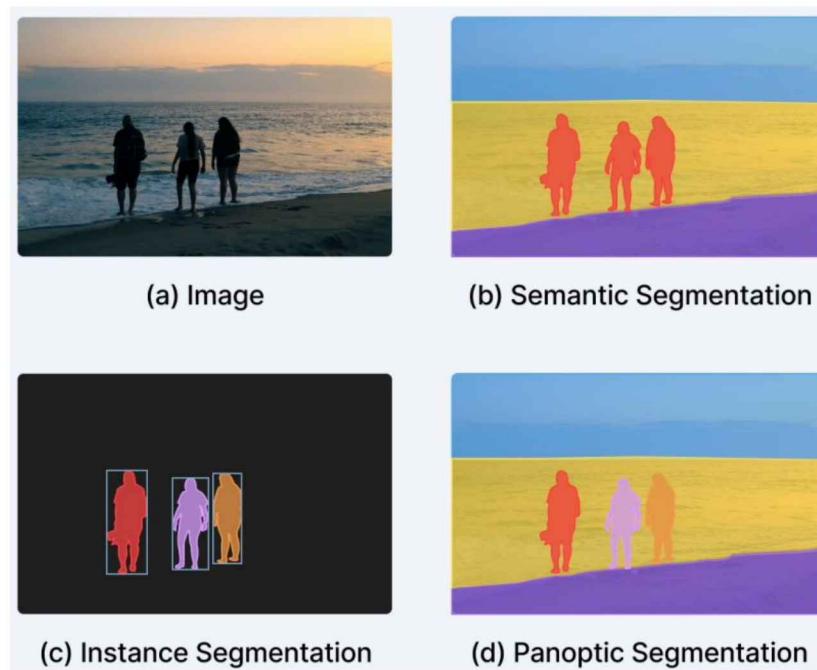 (a) Image
(b) Semantic Segmentation
(c) Instance Segmentation
(d) Panoptic Segmentation